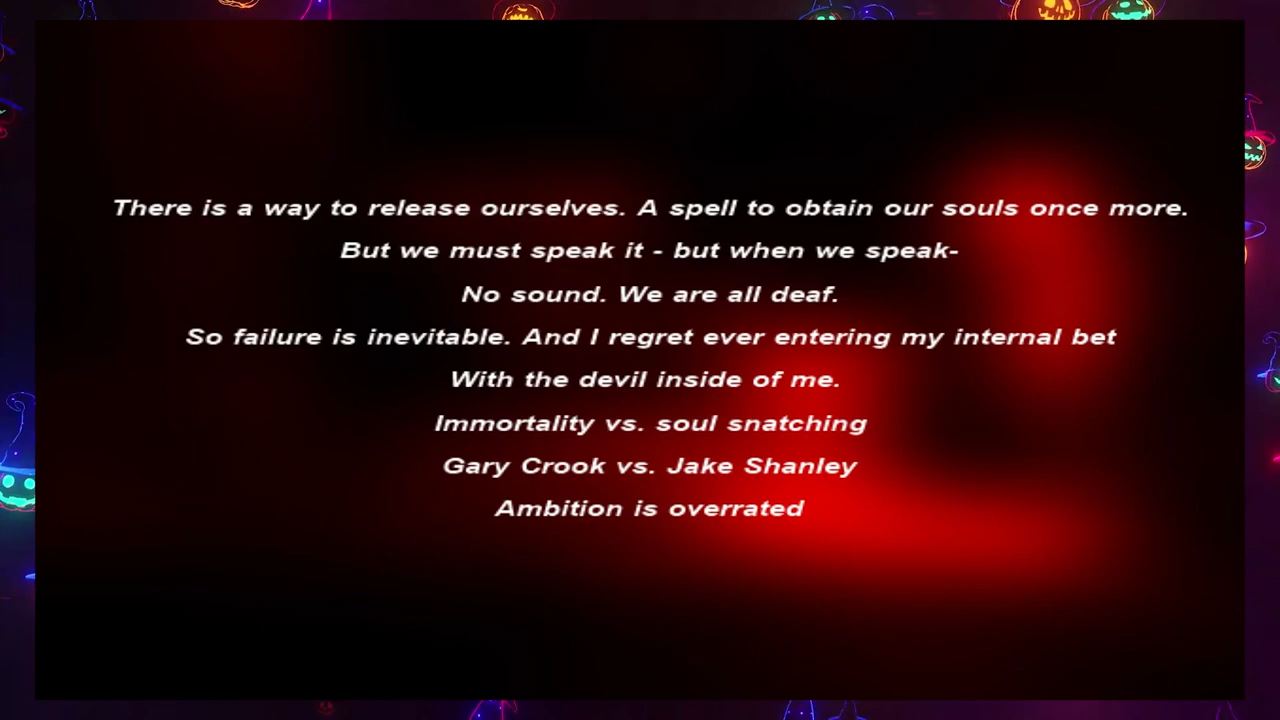 There is a way to release ourselves. A spell to obtain our souls once more.
But we must speak it - but when we speak-
No sound. We are all deaf.
So failure is inevitable. And I regret ever entering my internal bet
With the devil inside of me.
Immortality vs. soul snatching
Gary Crook vs. Jake Shanley
Ambition is overrated